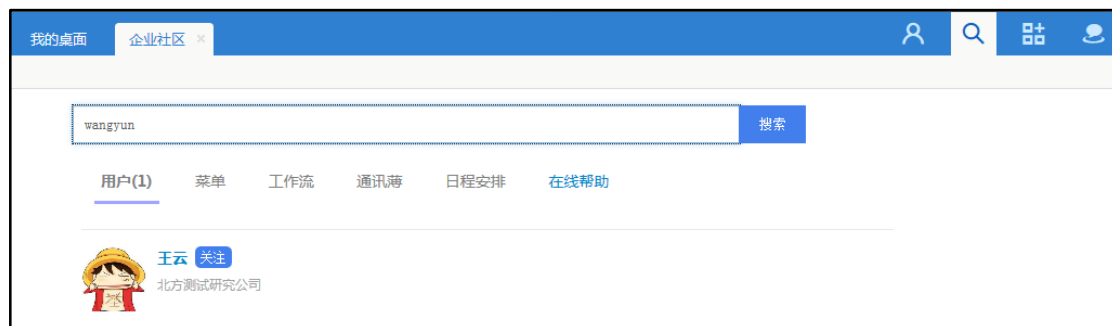 我的桌面 企业社区 ×
wangyun 搜索
用户(1) 菜单 工作流 通讯薄 日程安排 在线帮助
王云 关注
北方测试研究公司